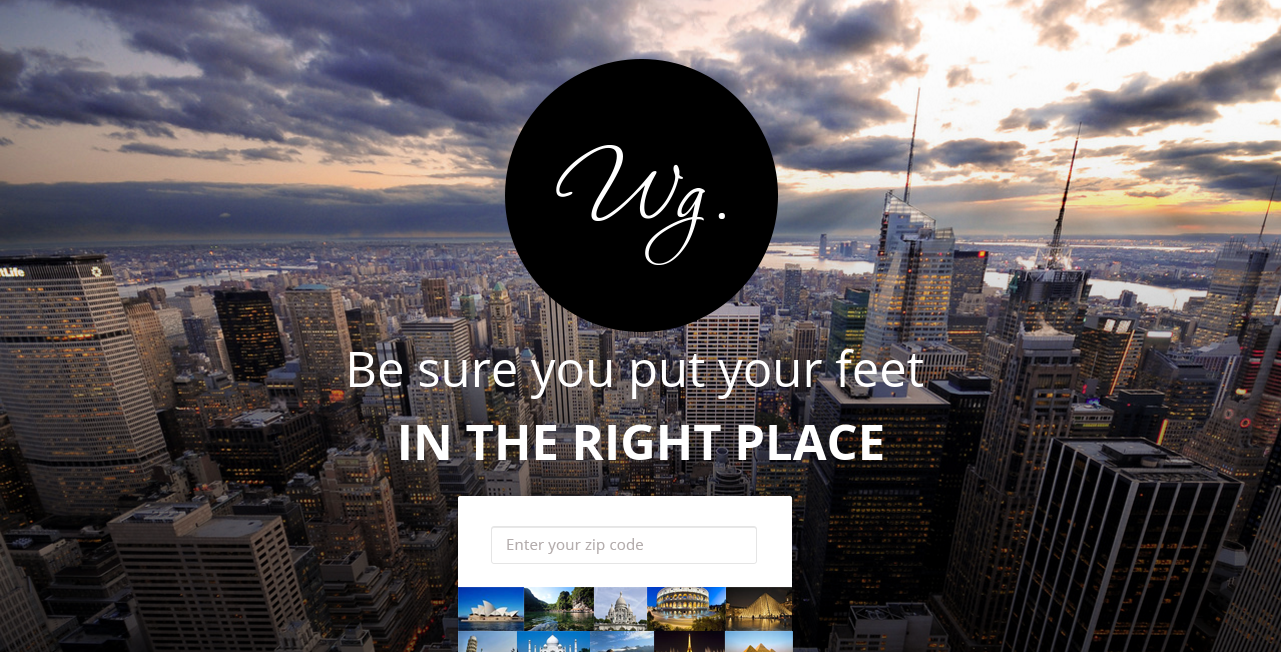 Wg.
tLife
Be sure you put your feet
IN THE RIGHT PLACE
Enter your zip code